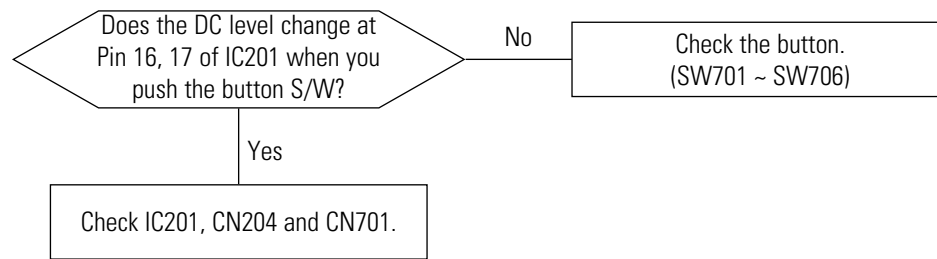 Does the DC level change at
Pin 16, 17 of IC201 when you
push the button S/W?
No
Check the button.
(SW701 ~ SW706)
Yes
Check IC201, CN204 and CN701.